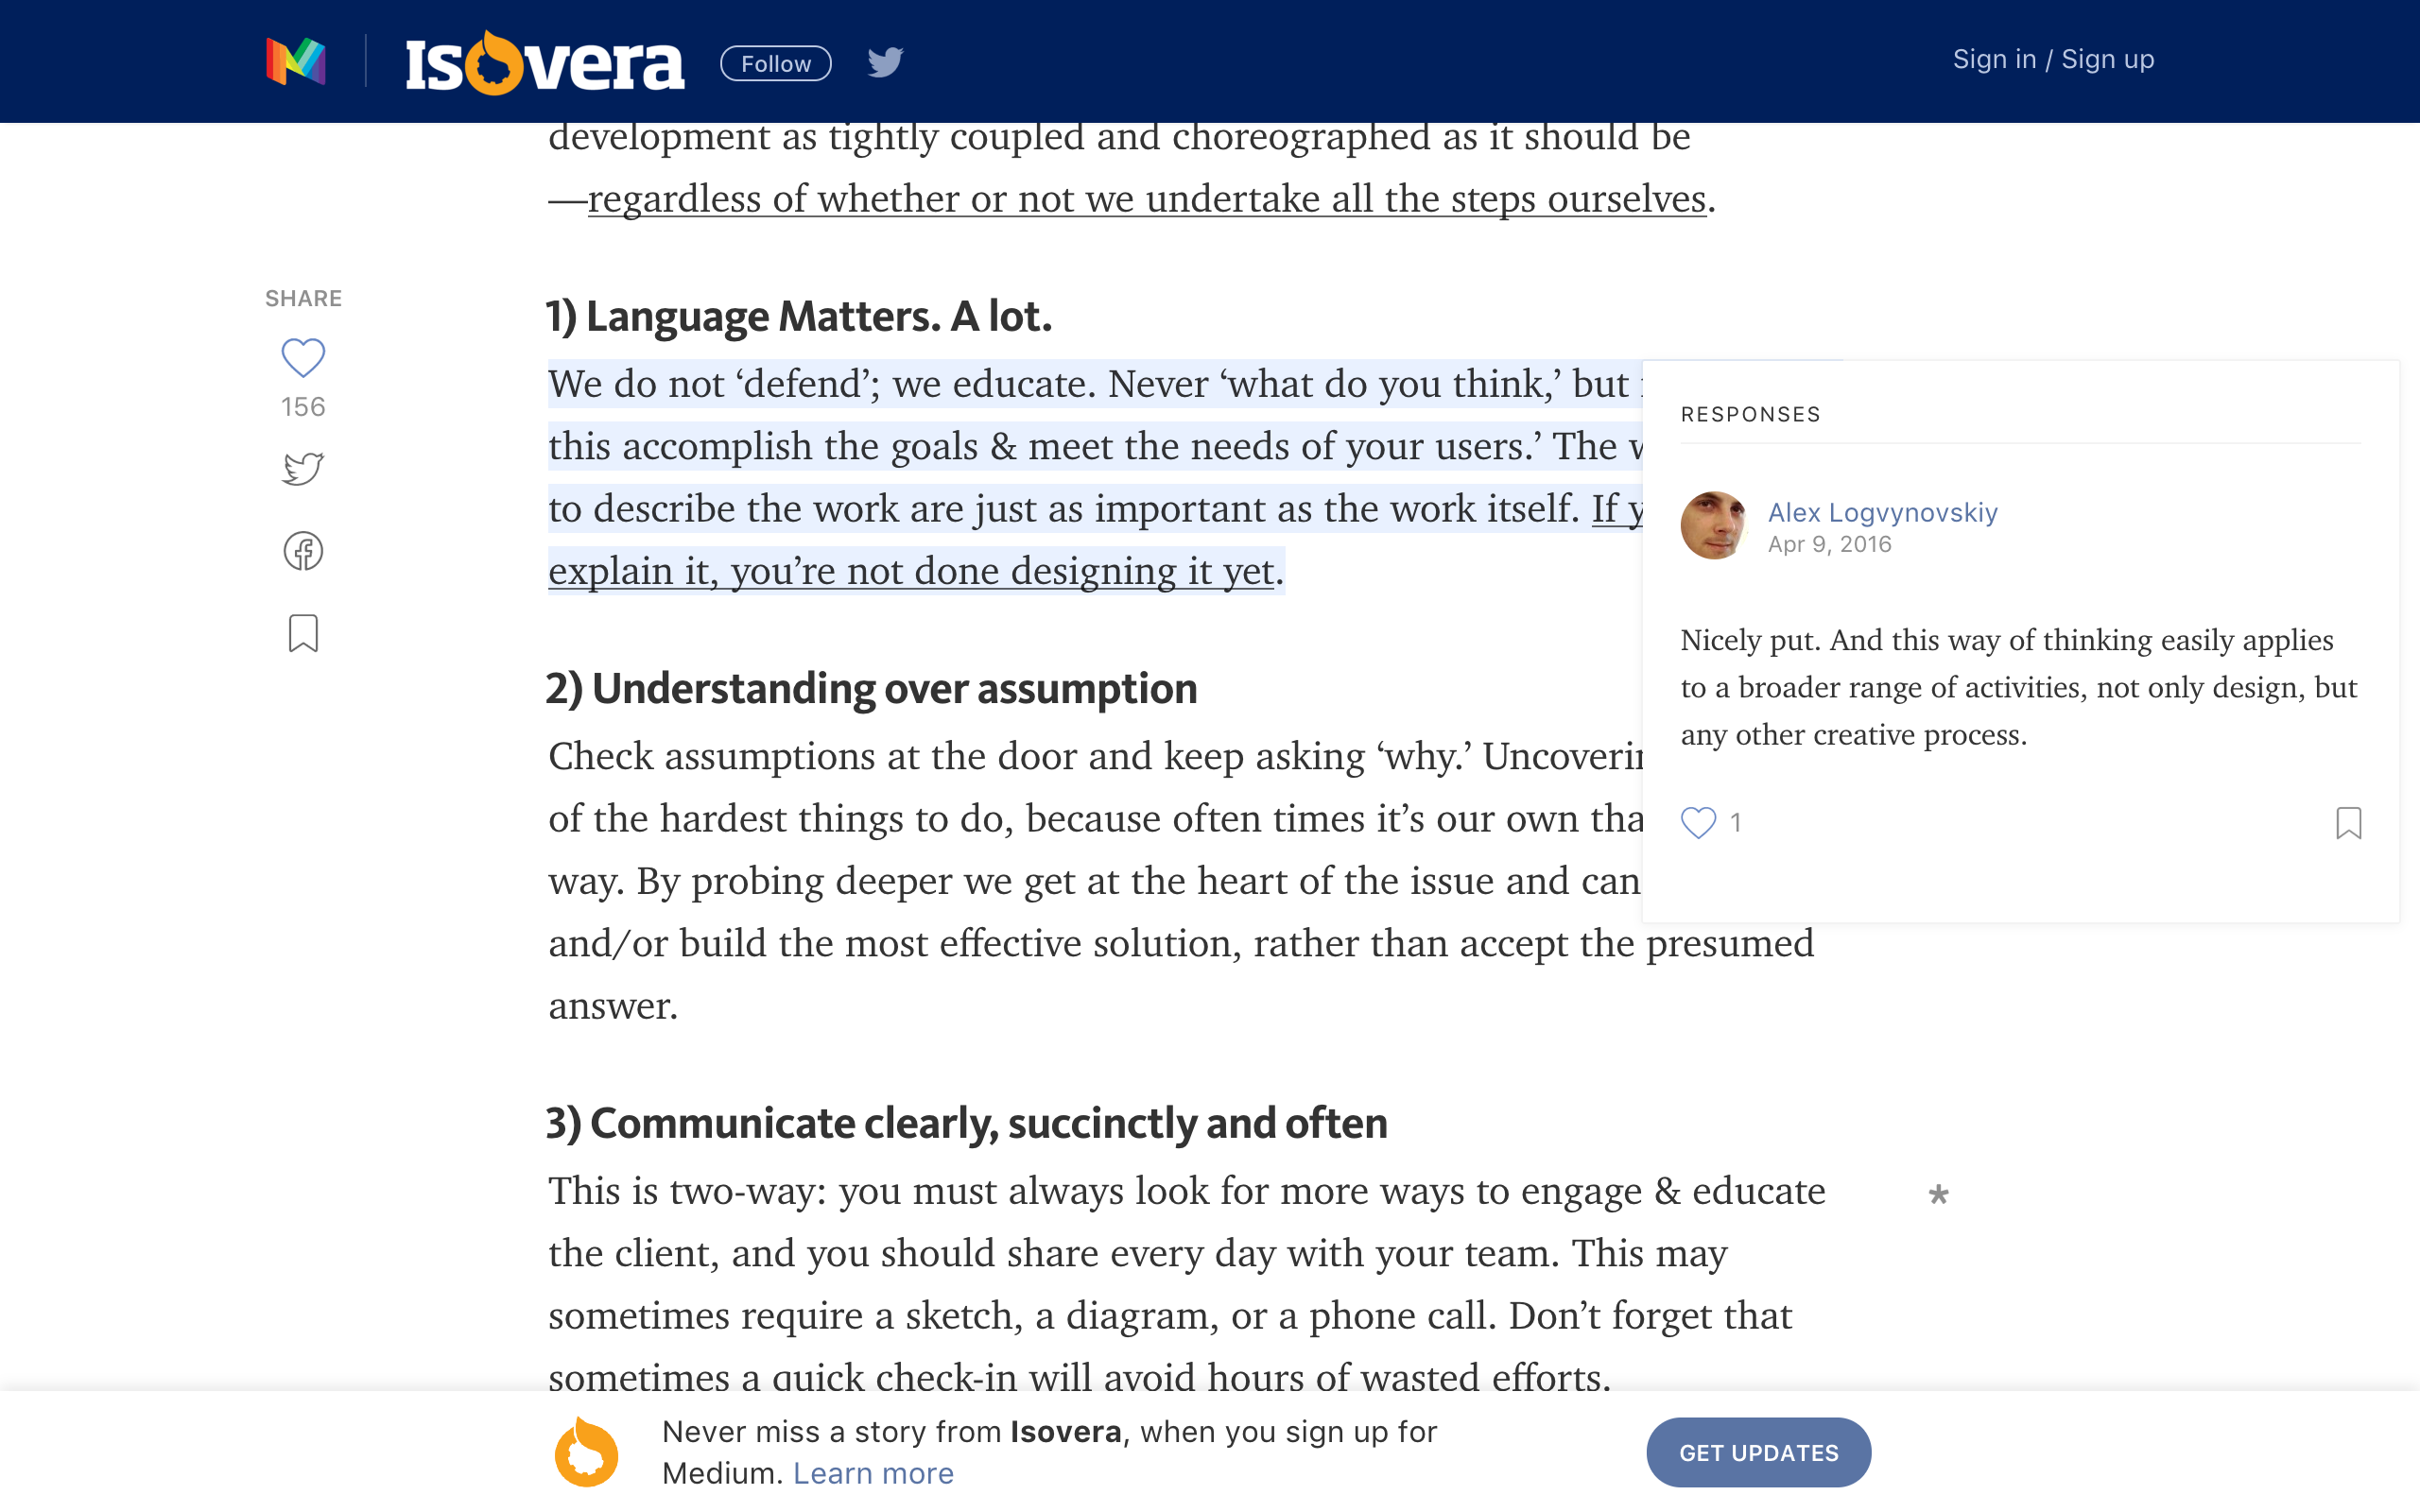 Isovera
Follow
Sign in / Sign up
development as tightly coupled and choreographed as it should be
—regardless of whether or not we undertake all the steps ourselves.
SHARE
156
1) Language Matters. A lot.
We do not ‘defend’; we educate. Never ‘what do you think,’ but
this accomplish the goals & meet the needs of your users.’ The
to describe the work are just as important as the work itself. If
explain it, you’re not done designing it yet.
2) Understanding over assumption
Check assumptions at the door and keep asking ‘why.’
of the hardest things to do, because often times it’s our own
way. By probing deeper we get at the heart of the issue and can
and/or build the most effective solution, rather than accept the presumed
answer.
3) Communicate clearly, succinctly and often
This is two-way: you must always look for more ways to engage & educate
*
the client, and you should share every day with your team. This may
sometimes require a sketch, a diagram, or a phone call. Don’t forget that
sometimes a quick check-in will avoid hours of wasted efforts.
RESPONSES
Alex Logvynovskiy
Apr 9, 2016
Nicely put. And this way of thinking easily applies
to a broader range of activities, not only design, but
any other creative process.
1
Never miss a story from Isovera, when you sign up for
Medium. Learn more
GET UPDATES